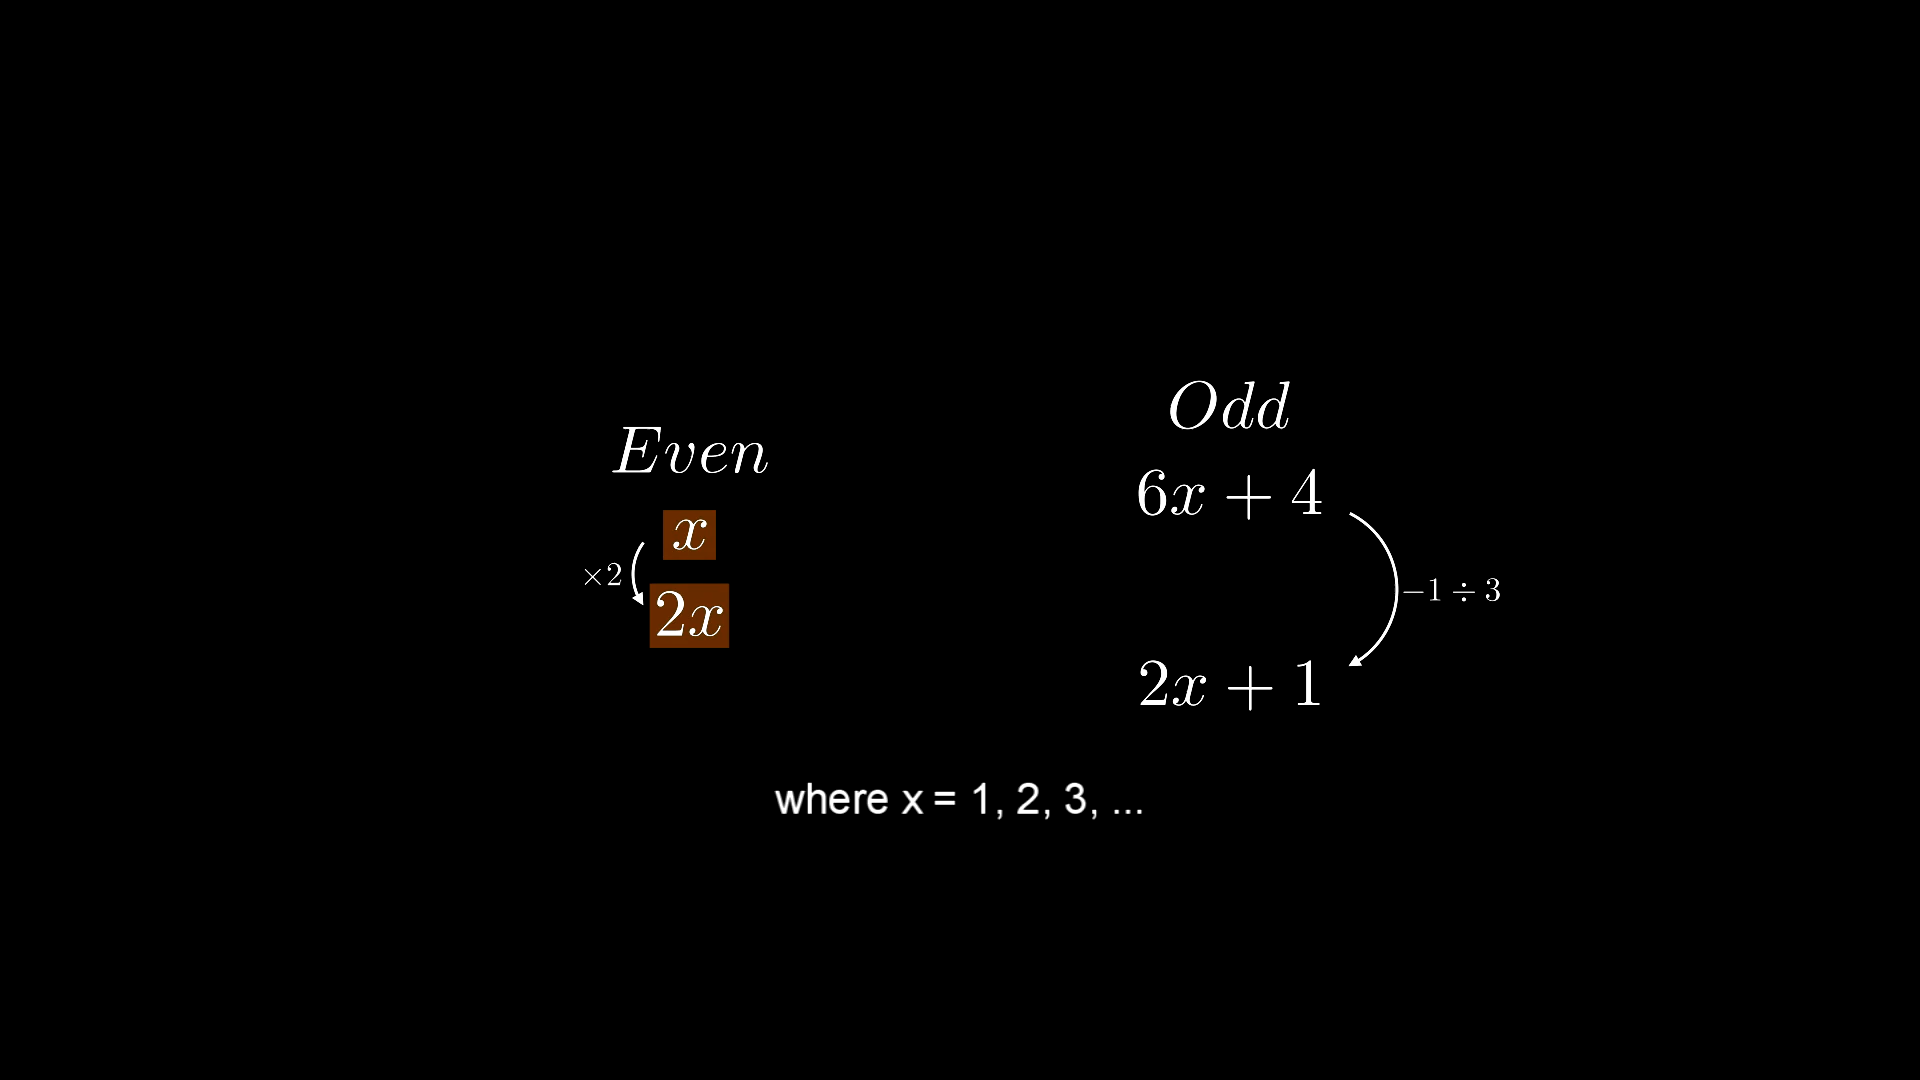 Even
x
×2
2x
Odd
6x + 4
−1 ÷ 3
2x + 1
where x = 1, 2, 3, ...